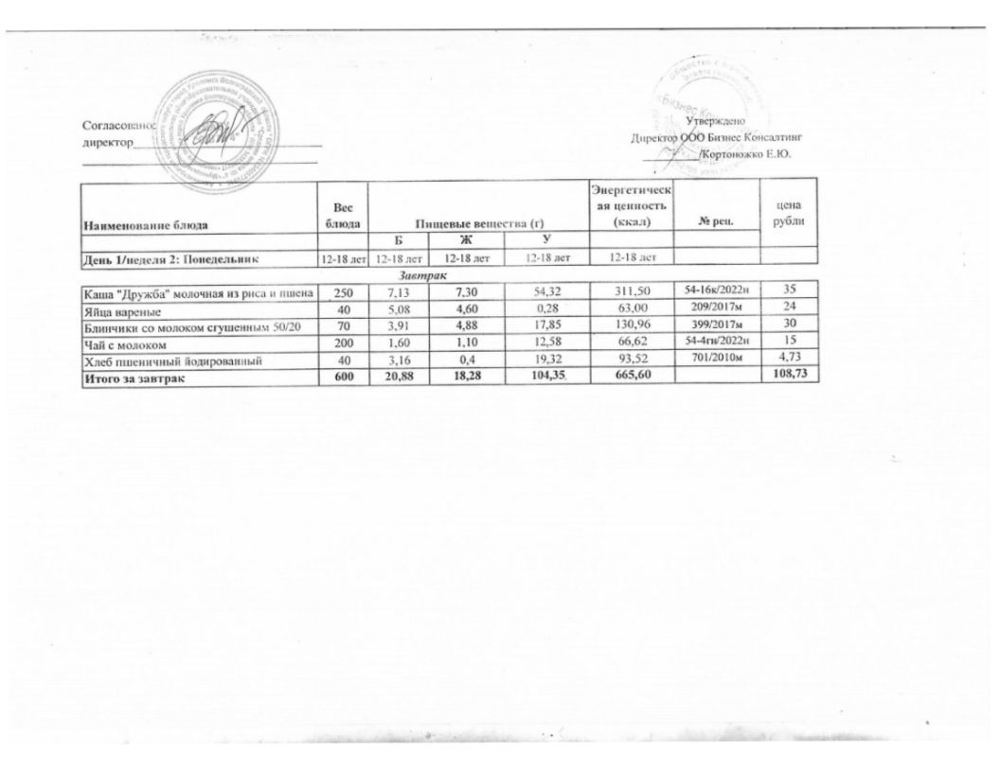 Согласовано:
директор
Утверждено
Директор ООО Бизнес Консалтинг
/Кортоножко Е.Ю.
Наименование блюда Вес блюда Пищевые вещества (г) Энергетическая ценность (ккал) № рец. цена рубли
Б Ж У
День 1/неделя 2: Понедельник 12-18 лет 12-18 лет 12-18 лет 12-18 лет 12-18 лет
Завтрак
Каша "Дружба" молочная из риса и пшена 250 7,13 7,30 54,32 311,50 54-16к/2022н 35
Яйца вареные 40 5,08 4,60 0,28 63,00 209/2017м 24
Блинчики со молоком сгушенным 50/20 70 3,91 4,88 17,85 130,96 399/2017м 30
Чай с молоком 200 1,60 1,10 12,58 66,62 54-4гн/2022н 15
Хлеб пшеничный йодированный 40 3,16 0,4 19,32 93,52 701/2010м 4,73
Итого за завтрак 600 20,88 18,28 104,35 665,60 108,73